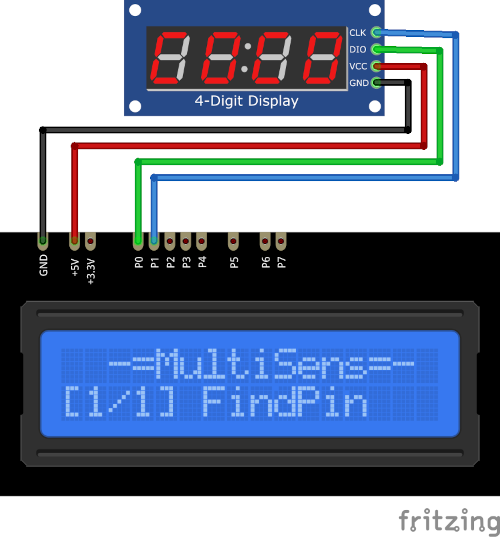 CLK
DIO
VCC
GND
4-Digit Display
GND
+5V
+3.3V
P0
P1
P2
P3
P4
P5
P6
P7
-=MultiSens=-
[1/1] FindPin
fritzing